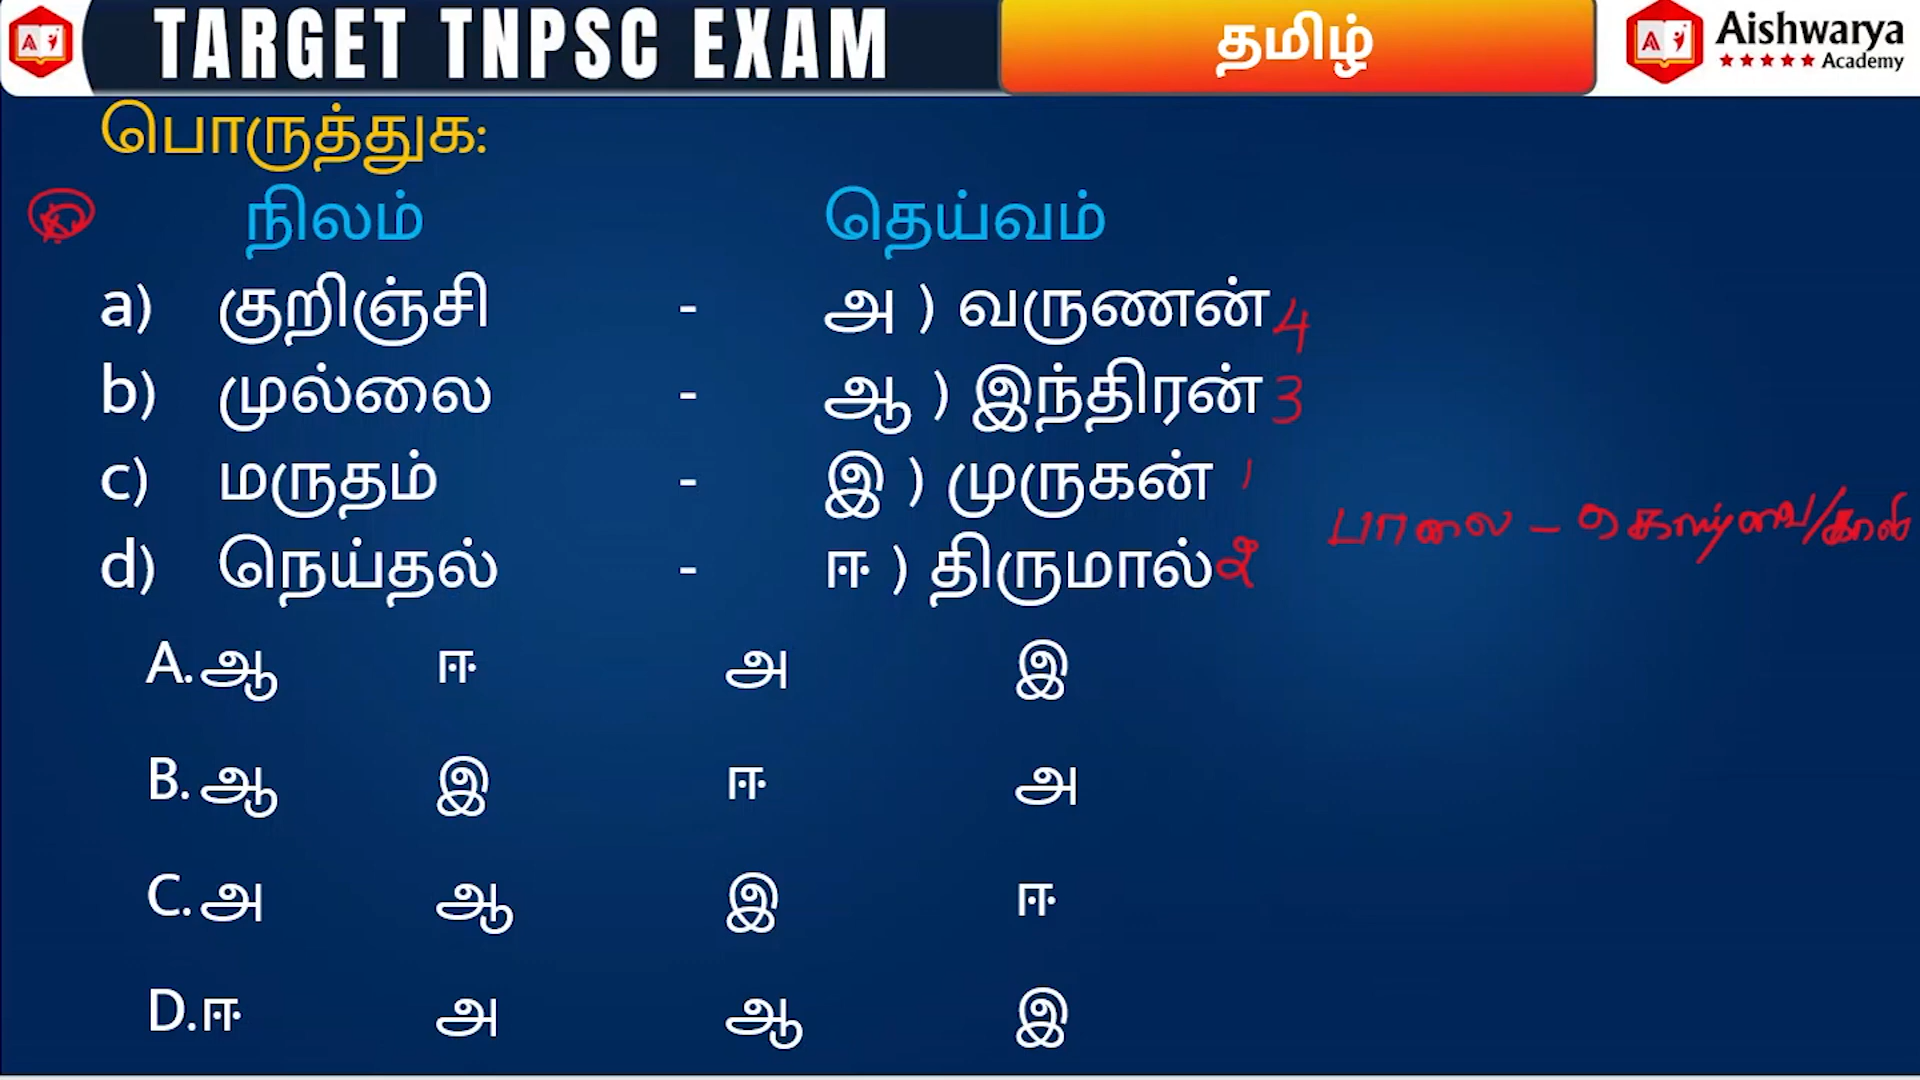 TARGET TNPSC EXAM
தமிழ்
Aishwarya
Academy
பொருத்துக:
நிலம் தெய்வம்
a) குறிஞ்சி - அ ) வருணன் 4
b) முல்லை - ஆ ) இந்திரன் 3
c) மருதம் - இ ) முருகன் 1
d) நெய்தல் - ஈ ) திருமால் 2
பாலை - கொற்றவை/காளி
A. ஆ ஈ அ இ
B. ஆ இ ஈ அ
C. அ ஆ இ ஈ
D. ஈ அ ஆ இ